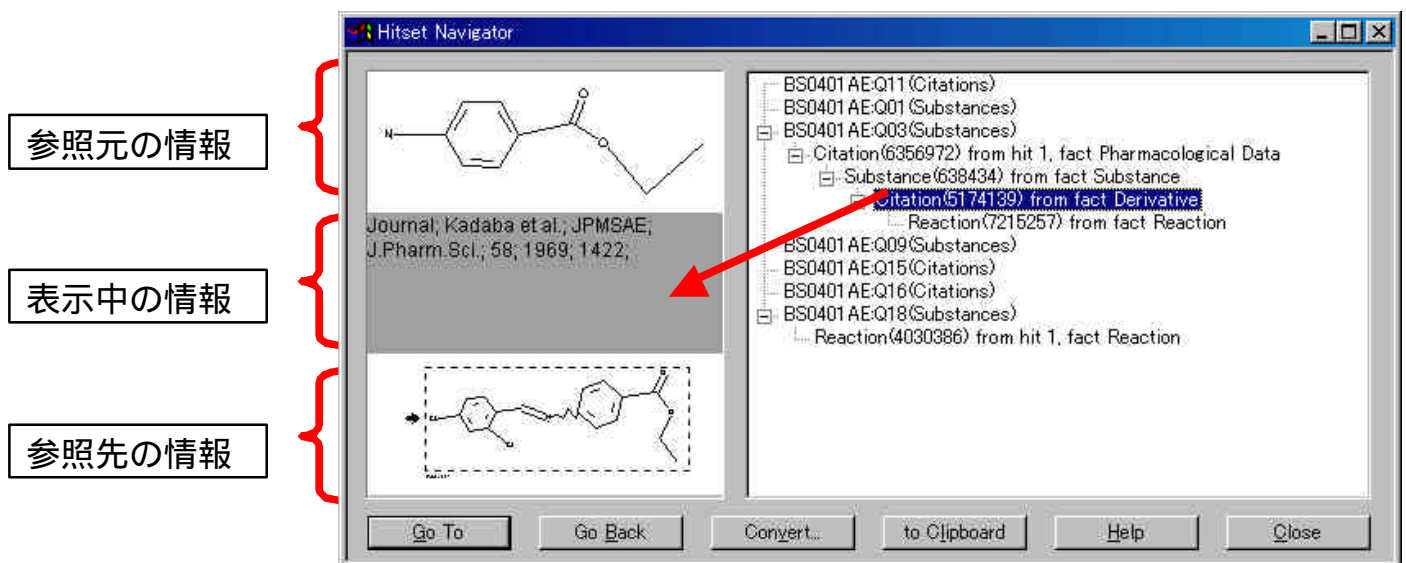 Hitset Navigator
参照元の情報
表示中の情報
参照先の情報
N
O
O
Journal; Kadaba et al.; JPMSAE;
J.Pharm.Sci.; 58; 1969; 1422;
BS0401AE:Q11(Citations)
BS0401AE:Q01(Substances)
BS0401AE:Q03(Substances)
Citation(6356972) from hit 1, fact Pharmacological Data
Substance(638434) from fact Substance
Citation(5174139) from fact Derivative
Reaction(7215257) from fact Reaction
BS0401AE:Q09(Substances)
BS0401AE:Q15(Citations)
BS0401AE:Q16(Citations)
BS0401AE:Q18(Substances)
Reaction(4030386) from hit 1, fact Reaction
Go To
Go Back
Convert...
to Clipboard
Help
Close